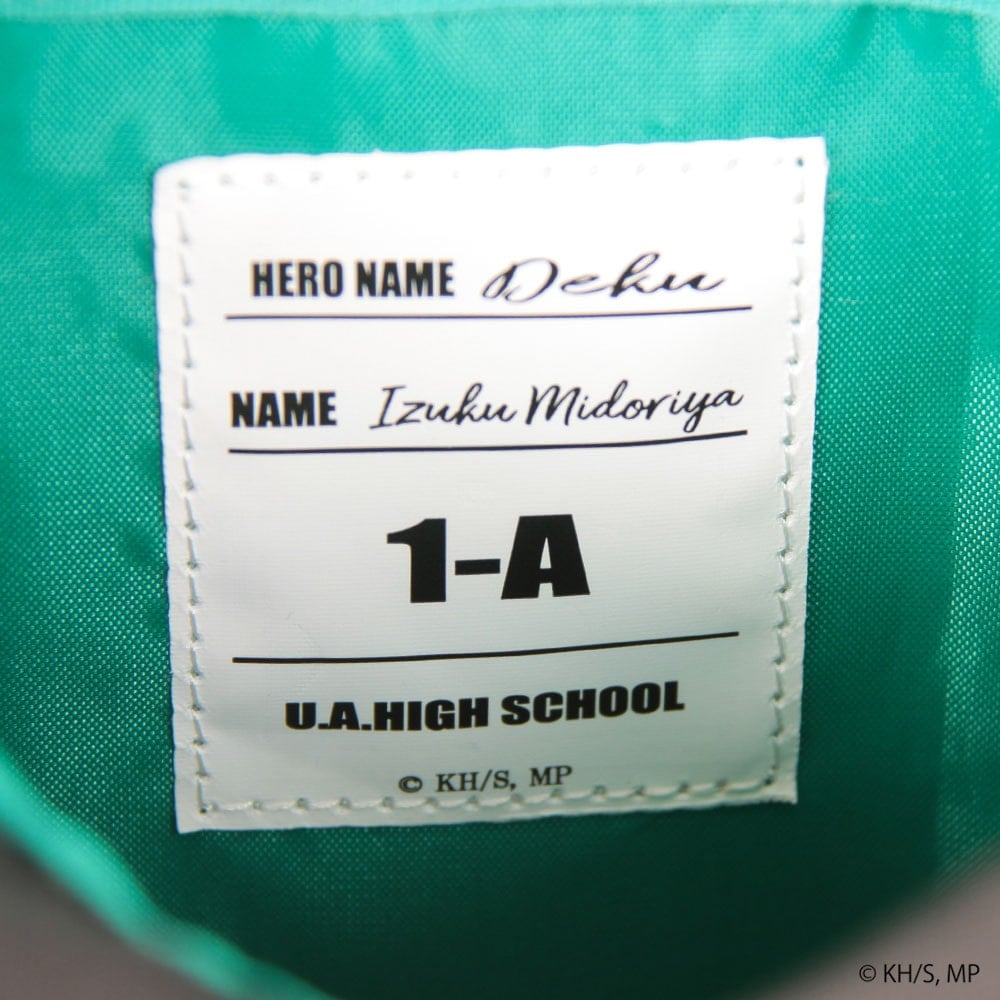 HERO NAME Deku
NAME Izuku Midoriya
1-A
U.A.HIGH SCHOOL
© KH/S, MP
© KH/S, MP